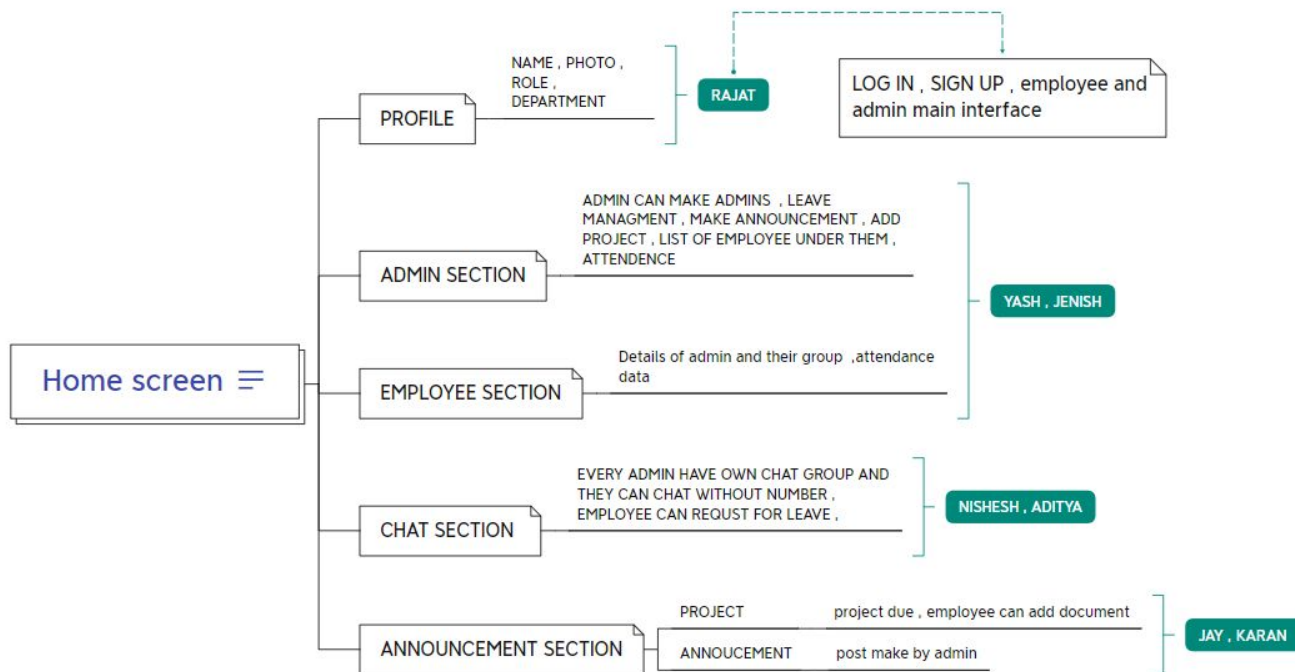 NAME , PHOTO ,
ROLE ,
DEPARTMENT
PROFILE
RAJAT
LOG IN , SIGN UP , employee and
admin main interface
ADMIN CAN MAKE ADMINS , LEAVE
MANAGMENT , MAKE ANNOUNCEMENT , ADD
PROJECT , LIST OF EMPLOYEE UNDER THEM ,
ATTENDENCE
ADMIN SECTION
YASH , JENISH
Home screen
Details of admin and their group ,attendance
data
EMPLOYEE SECTION
EVERY ADMIN HAVE OWN CHAT GROUP AND
THEY CAN CHAT WITHOUT NUMBER ,
EMPLOYEE CAN REQUST FOR LEAVE ,
CHAT SECTION
NISHESH , ADITYA
PROJECT
project due , employee can add document
ANNOUNCEMENT SECTION
JAY , KARAN
ANNOUCEMENT
post make by admin